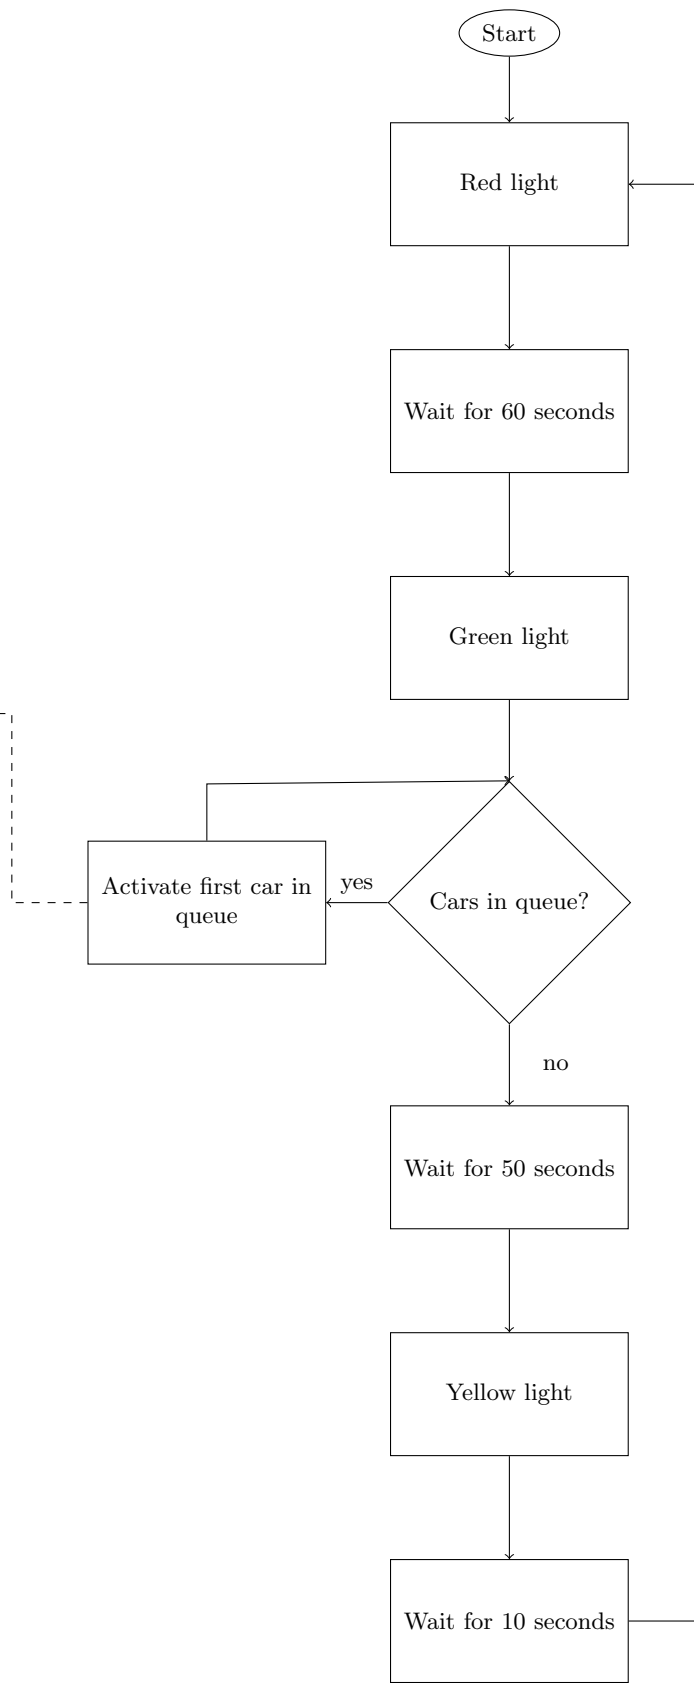 Start
Red light
Wait for 60 seconds
Green light
Activate first car in
queue
yes
Cars in queue?
no
Wait for 50 seconds
Yellow light
Wait for 10 seconds